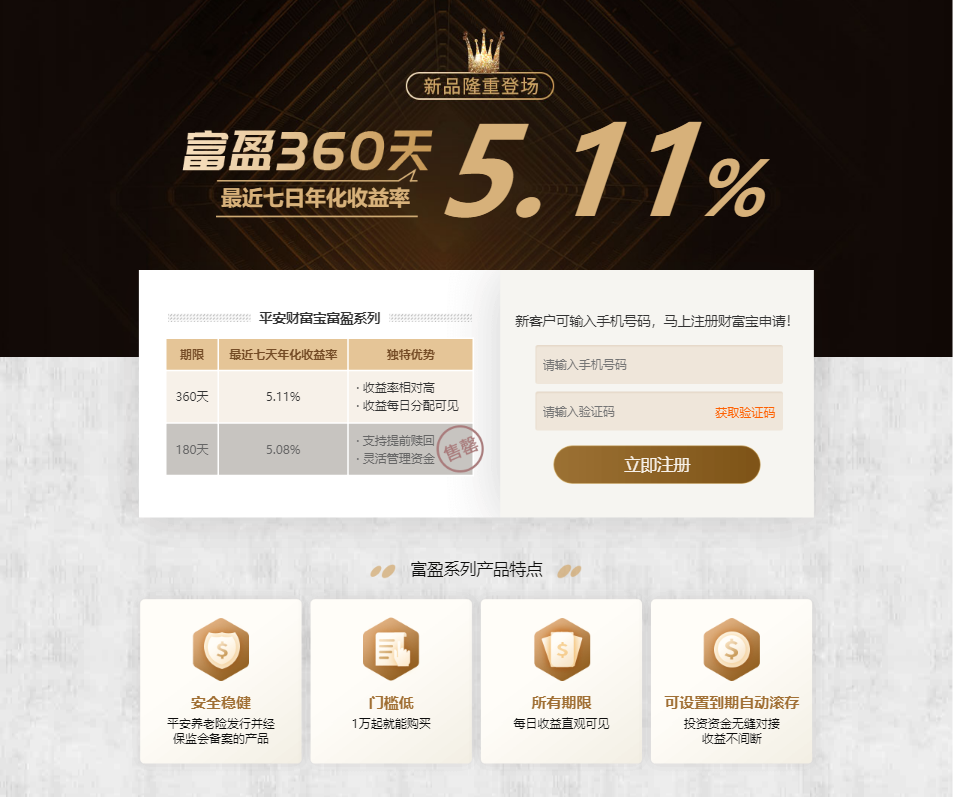 新品隆重登场
富盈360天
最近七日年化收益率
5.11%
平安财富宝富盈系列
期限 最近七天年化收益率 独特优势
360天 5.11% · 收益率相对高
· 收益每日分配可见
180天 5.08% · 支持提前赎回
· 灵活管理资金
售罄
新客户可输入手机号码，马上注册财富宝申请！
请输入手机号码
请输入验证码 获取验证码
立即注册
富盈系列产品特点
安全稳健
平安养老险发行并经
保监会备案的产品
门槛低
1万起就能购买
所有期限
每日收益直观可见
可设置到期自动滚存
投资资金无缝对接
收益不间断